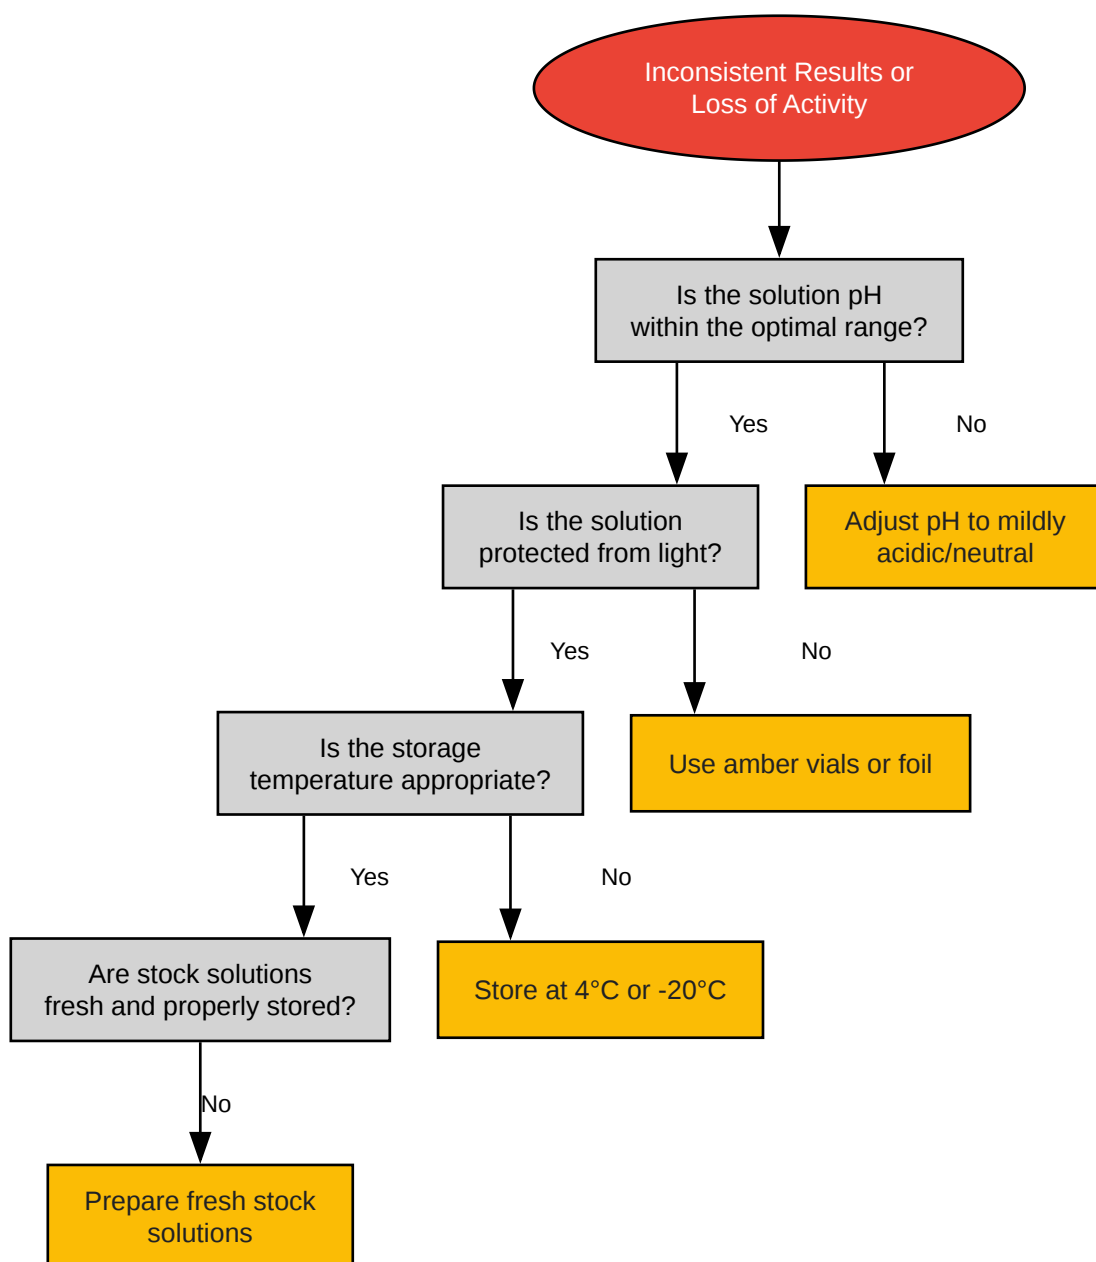 Inconsistent Results or
Loss of Activity
Is the solution pH
within the optimal range?
Yes
No
Is the solution
protected from light?
Adjust pH to mildly
acidic/neutral
Yes
No
Is the storage
temperature appropriate?
Use amber vials or foil
Yes
No
Are stock solutions
fresh and properly stored?
Store at 4°C or -20°C
No
Prepare fresh stock
solutions